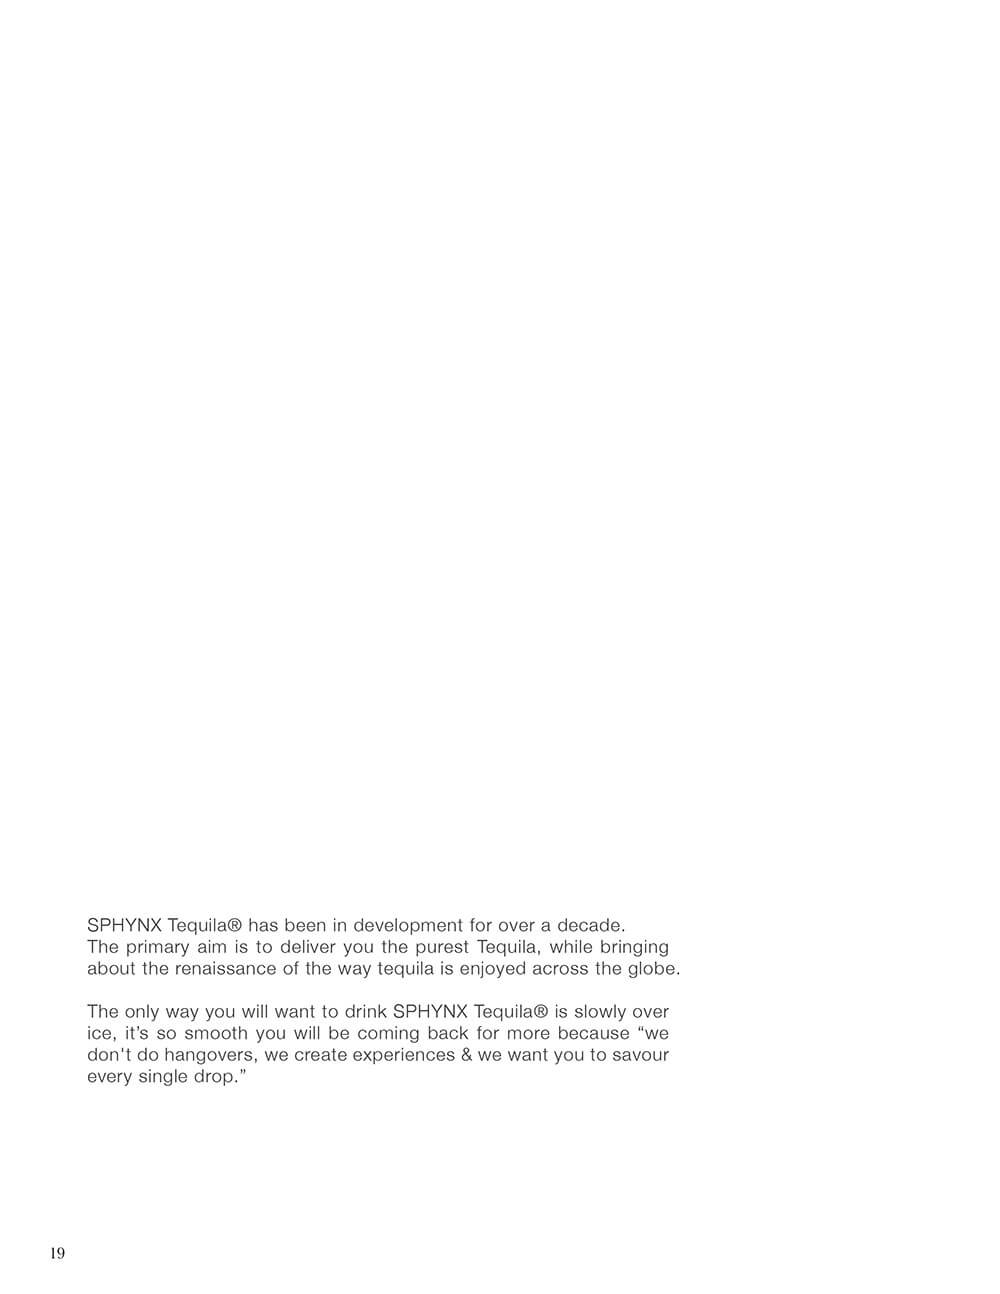 SPHYNX Tequila® has been in development for over a decade.
The primary aim is to deliver you the purest Tequila, while bringing
about the renaissance of the way tequila is enjoyed across the globe.
The only way you will want to drink SPHYNX Tequila® is slowly over
ice, it’s so smooth you will be coming back for more because “we
don't do hangovers, we create experiences & we want you to savour
every single drop.”
19